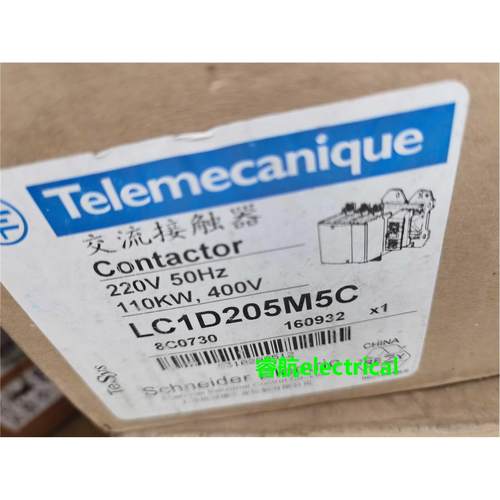 Telemecanique
交流接触器
Contactor
220V 50Hz
110KW, 400V
LC1D205M5C
8C0730 160932 x1
TeSys
CHINA
Schneider
睿航electrical